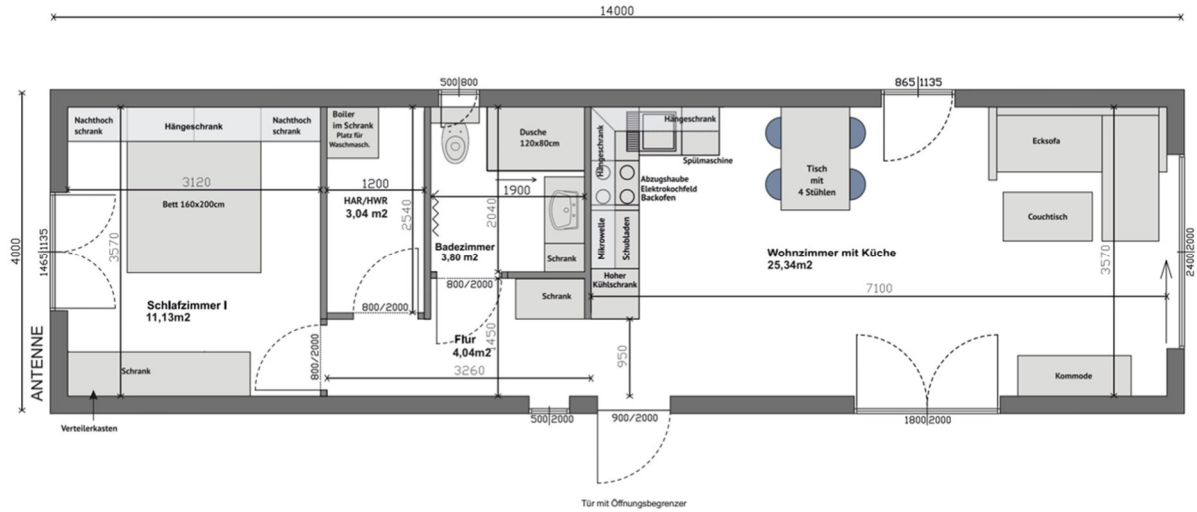 14000
500|800
865|1135
Nachthoch
schrank
Hängeschrank
Nachthoch
schrank
Boiler
im Schrank
Platz für
Waschmasch.
Dusche
120x80cm
Hängeschrank
Hängeschrank
Spülmaschine
Abzugshaube
Elektrokochfeld
Backofen
Tisch
mit
4 Stühlen
Ecksofa
Couchtisch
3120
Bett 160x200cm
1200
HAR/HWR
3,04 m2
2540
1900
2040
Badezimmer
3,80 m2
Schrank
Mikrowelle
Schubladen
Hoher
Kühlschrank
Wohnzimmer mit Küche
25,34m2
7100
3570
2400|2000
4000
1465|1135
3570
Schlafzimmer I
11,13m2
800/2000
800/2000
800/2000
Schrank
Flur
4,04m2
1450
3260
950
Schrank
Kommode
ANTENNE
Verteilerkasten
500|2000
900/2000
1800|2000
Tür mit Öffnungsbegrenzer